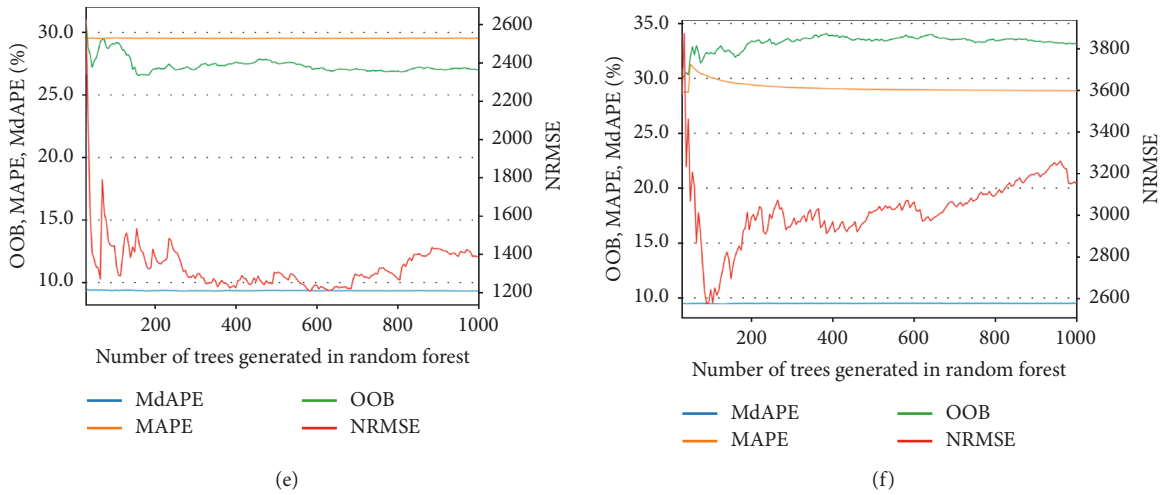 OOB, MAPE, MdAPE (%)
30.0
25.0
20.0
15.0
10.0
2600
2400
2200
2000
1800
1600
1400
1200
NRMSE
200
400
600
800
1000
Number of trees generated in random forest
MdAPE
OOB
MAPE
NRMSE
(e)
OOB, MAPE, MdAPE (%)
35.0
30.0
25.0
20.0
15.0
10.0
3800
3600
3400
3200
3000
2800
2600
NRMSE
200
400
600
800
1000
Number of trees generated in random forest
MdAPE
OOB
MAPE
NRMSE
(f)